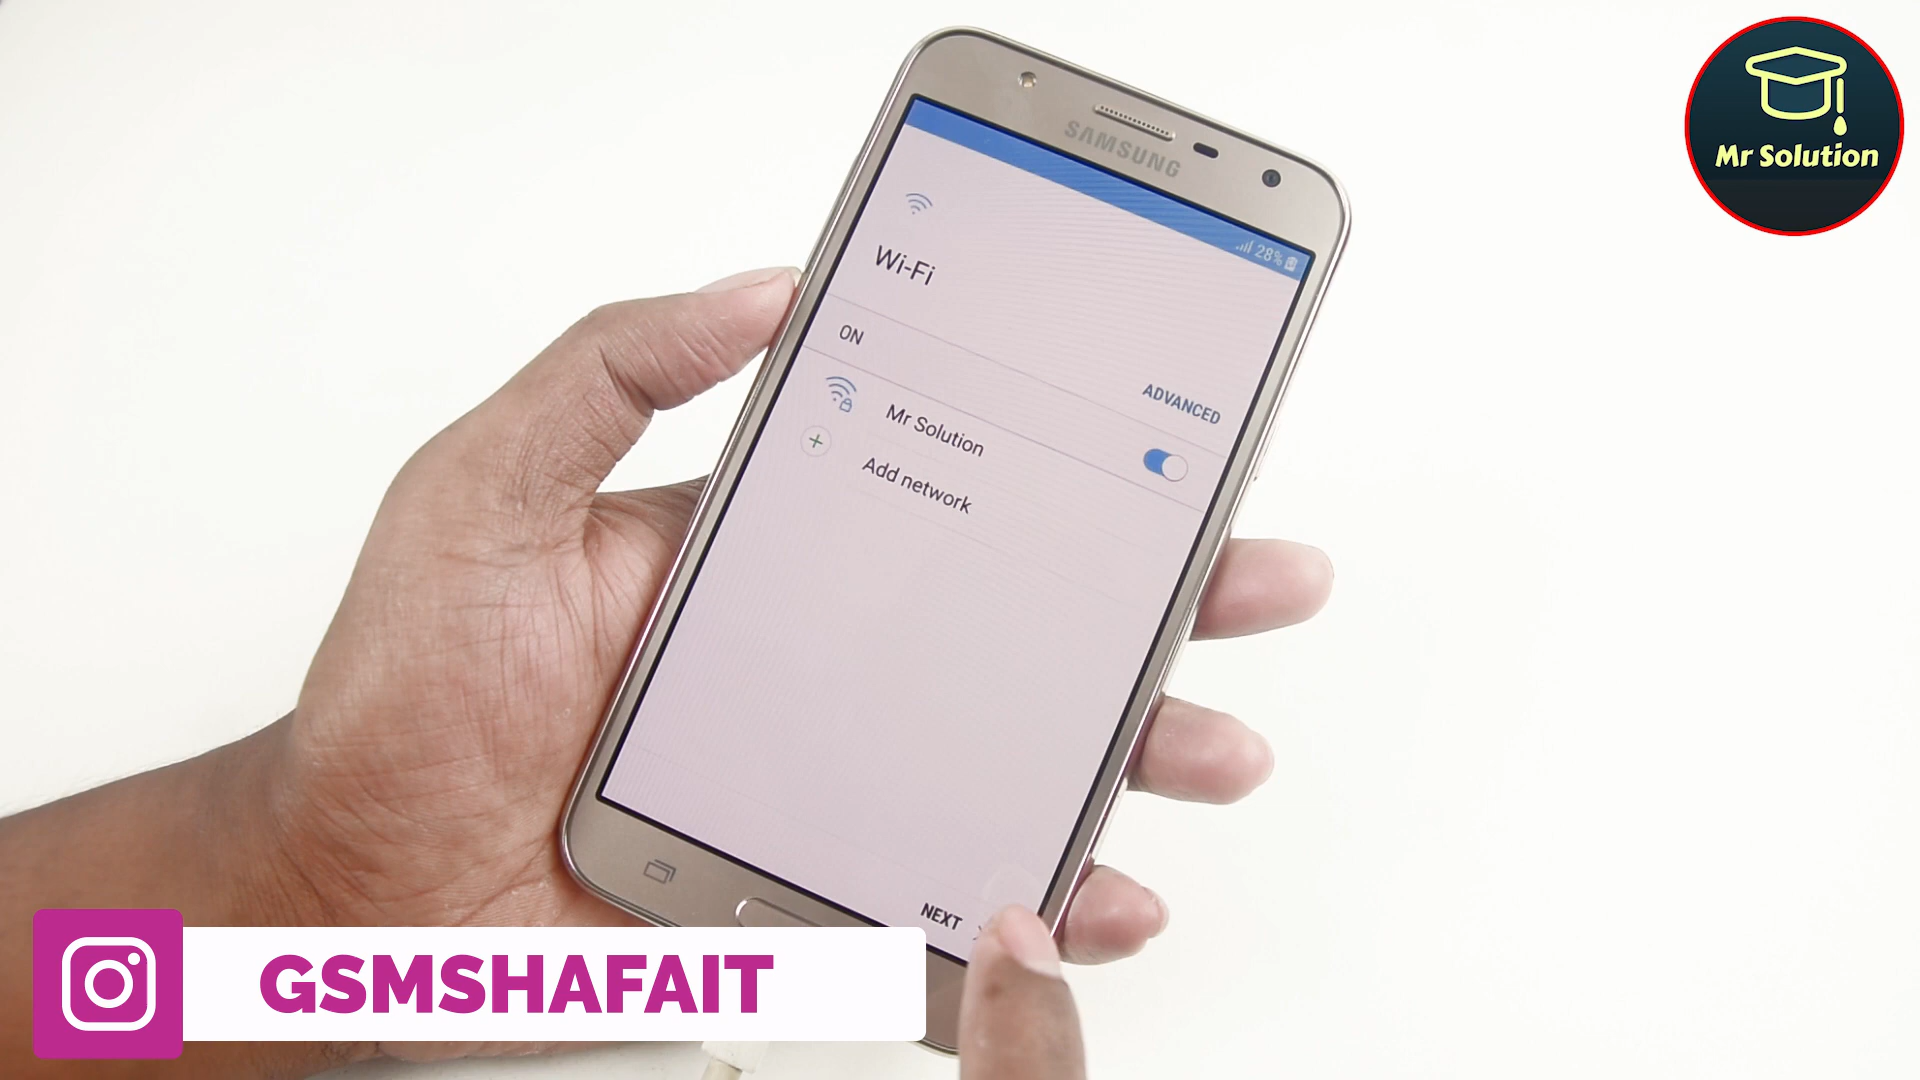 SAMSUNG
28%
Wi-Fi
ON
ADVANCED
Mr Solution
Add network
NEXT
Mr Solution
GSMSHAFAIT